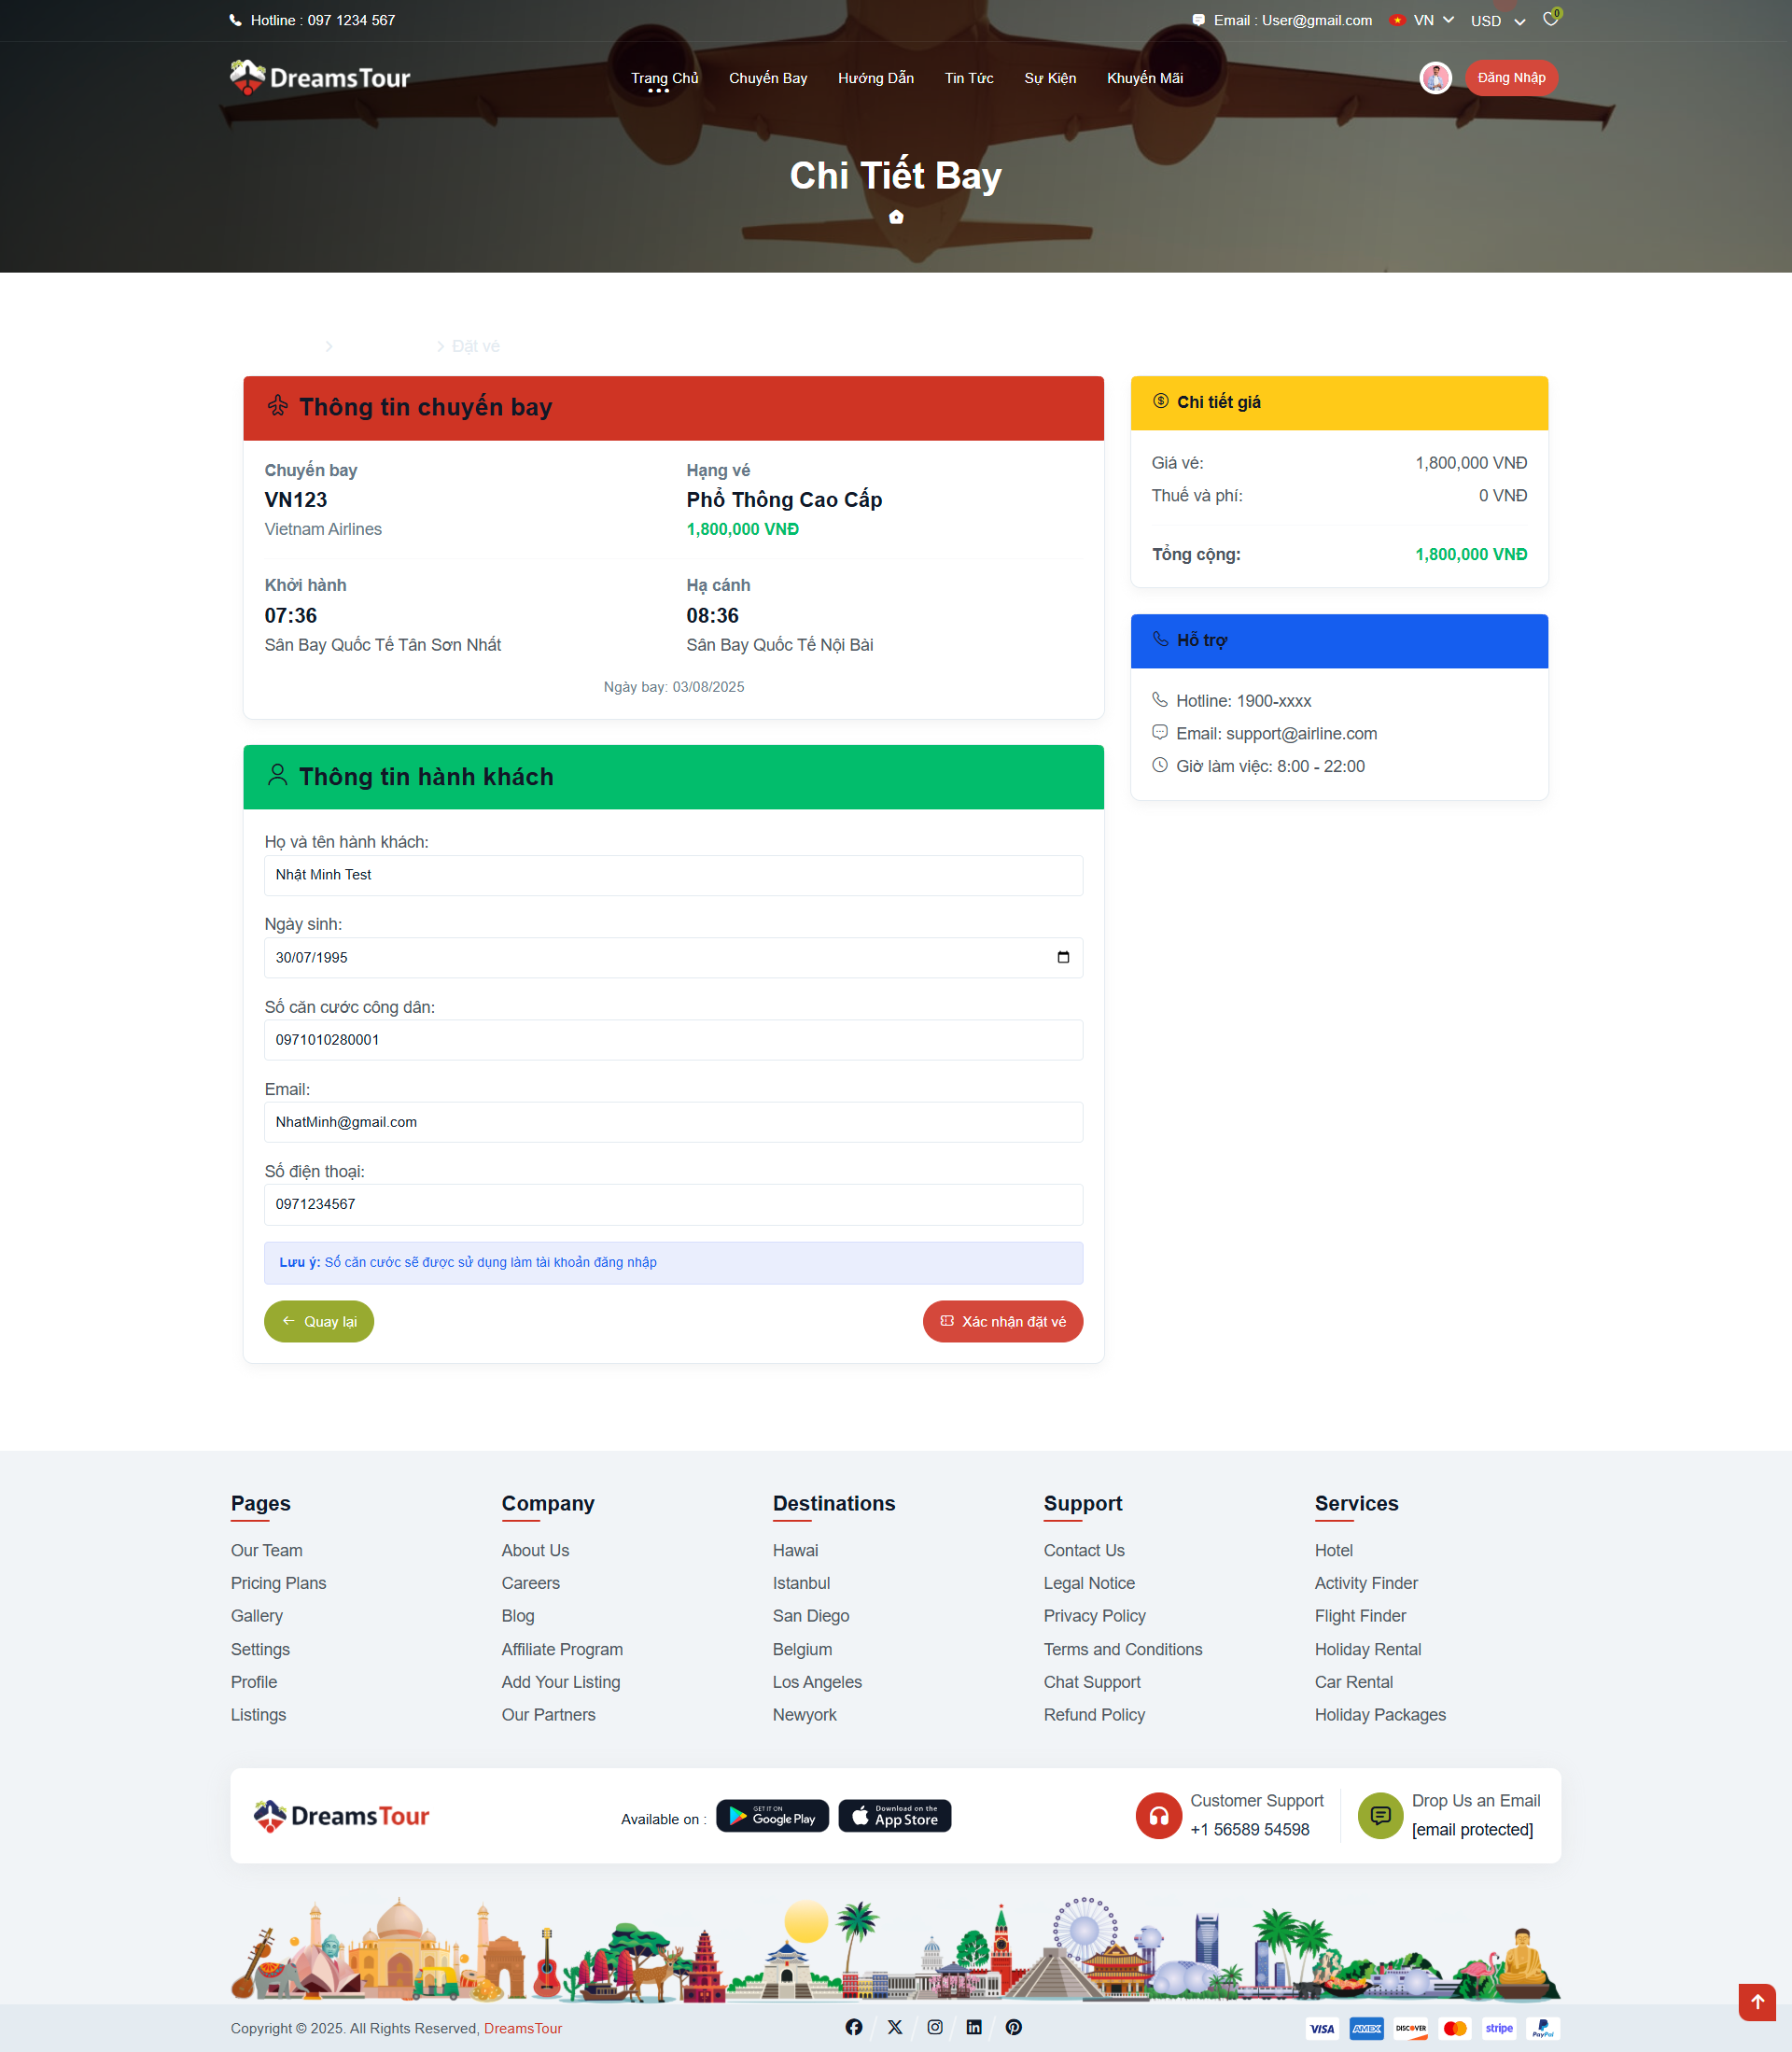 Hotline : 097 1234 567
Email : User@gmail.com
VN
USD
0
DreamsTour
Trang Chủ
Chuyến Bay
Hướng Dẫn
Tin Tức
Sự Kiện
Khuyến Mãi
Đăng Nhập
Chi Tiết Bay
Đặt vé
Thông tin chuyến bay
Chuyến bay
VN123
Vietnam Airlines
Hạng vé
Phổ Thông Cao Cấp
1,800,000 VNĐ
Khởi hành
07:36
Sân Bay Quốc Tế Tân Sơn Nhất
Hạ cánh
08:36
Sân Bay Quốc Tế Nội Bài
Ngày bay: 03/08/2025
Chi tiết giá
Giá vé: 1,800,000 VNĐ
Thuế và phí: 0 VNĐ
Tổng cộng: 1,800,000 VNĐ
Hỗ trợ
Hotline: 1900-xxxx
Email: support@airline.com
Giờ làm việc: 8:00 - 22:00
Thông tin hành khách
Họ và tên hành khách:
Nhật Minh Test
Ngày sinh:
30/07/1995
Số căn cước công dân:
0971010280001
Email:
NhatMinh@gmail.com
Số điện thoại:
0971234567
Lưu ý: Số căn cước sẽ được sử dụng làm tài khoản đăng nhập
Quay lại
Xác nhận đặt vé
Pages
Our Team
Pricing Plans
Gallery
Settings
Profile
Listings
Company
About Us
Careers
Blog
Affiliate Program
Add Your Listing
Our Partners
Destinations
Hawai
Istanbul
San Diego
Belgium
Los Angeles
Newyork
Support
Contact Us
Legal Notice
Privacy Policy
Terms and Conditions
Chat Support
Refund Policy
Services
Hotel
Activity Finder
Flight Finder
Holiday Rental
Car Rental
Holiday Packages
DreamsTour
Available on :
GET IT ON
Google Play
Download on the
App Store
Customer Support
+1 56589 54598
Drop Us an Email
[email protected]
Copyright © 2025. All Rights Reserved, DreamsTour
VISA
AMEX
DISCOVER
stripe
PayPal